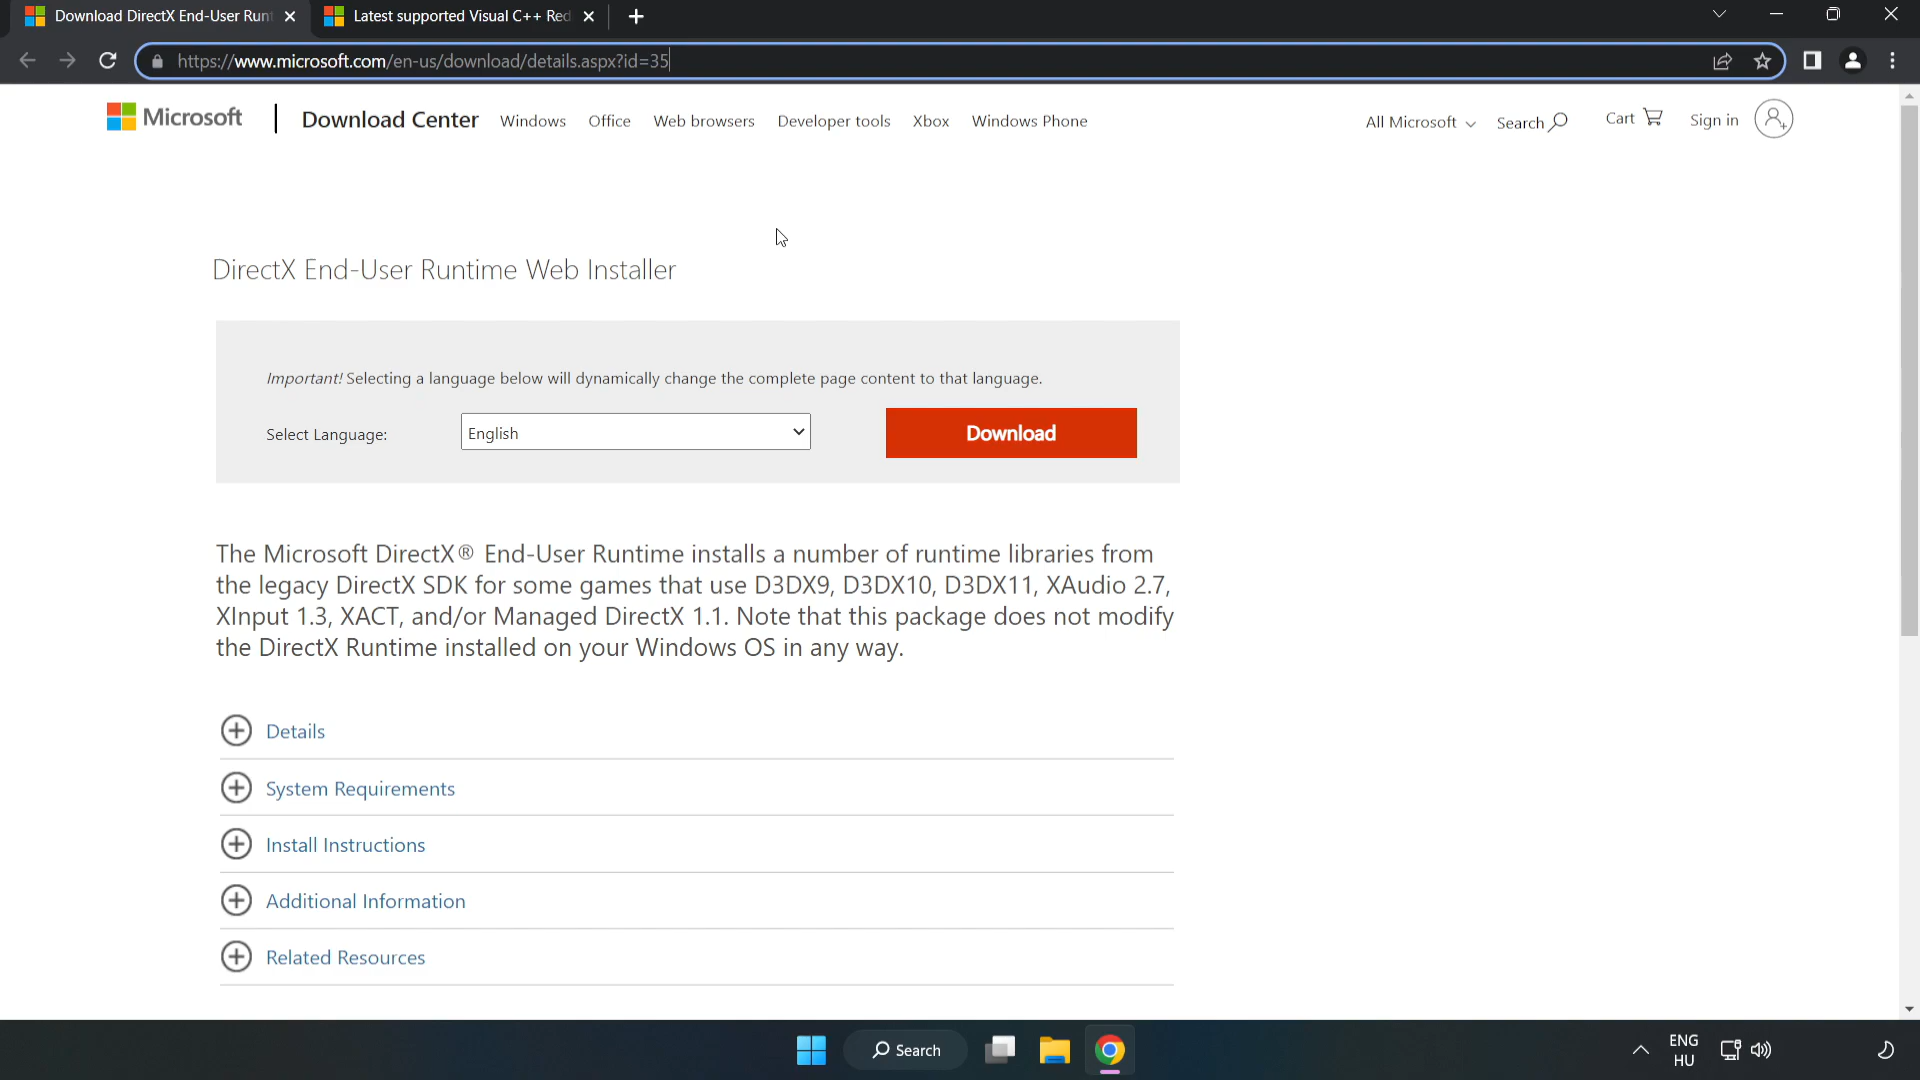 Download DirectX End-User Runt
Latest supported Visual C++ Red
https://www.microsoft.com/en-us/download/details.aspx?id=35
Microsoft
Download Center
Windows
Office
Web browsers
Developer tools
Xbox
Windows Phone
All Microsoft
Search
Cart
Sign in
DirectX End-User Runtime Web Installer
Important! Selecting a language below will dynamically change the complete page content to that language.
Select Language:
English
Download
The Microsoft DirectX® End-User Runtime installs a number of runtime libraries from
the legacy DirectX SDK for some games that use D3DX9, D3DX10, D3DX11, XAudio 2.7,
XInput 1.3, XACT, and/or Managed DirectX 1.1. Note that this package does not modify
the DirectX Runtime installed on your Windows OS in any way.
Details
System Requirements
Install Instructions
Additional Information
Related Resources
Search
ENG
HU